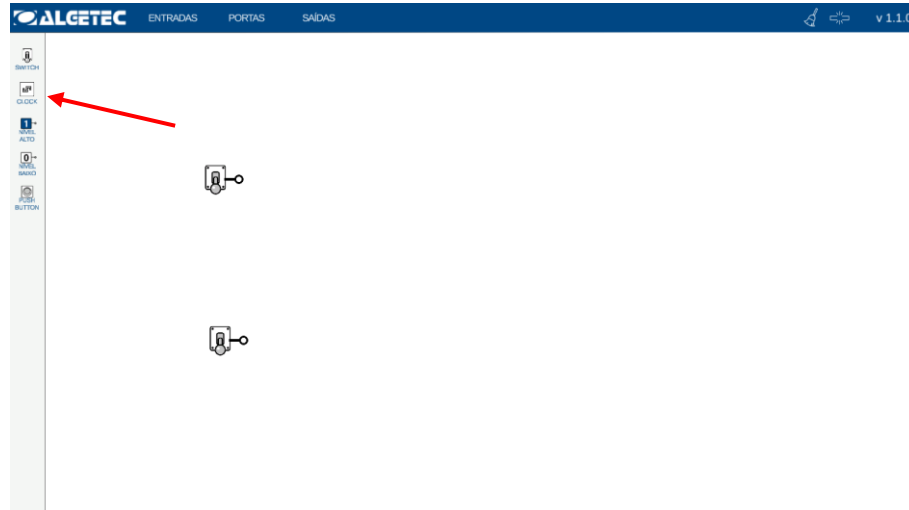 ALGETEC ENTRADAS PORTAS SAÍDAS v 1.1.0
SWITCH
CLOCK
1
NÍVEL
ALTO
0
NÍVEL
BAIXO
PUSH
BUTTON